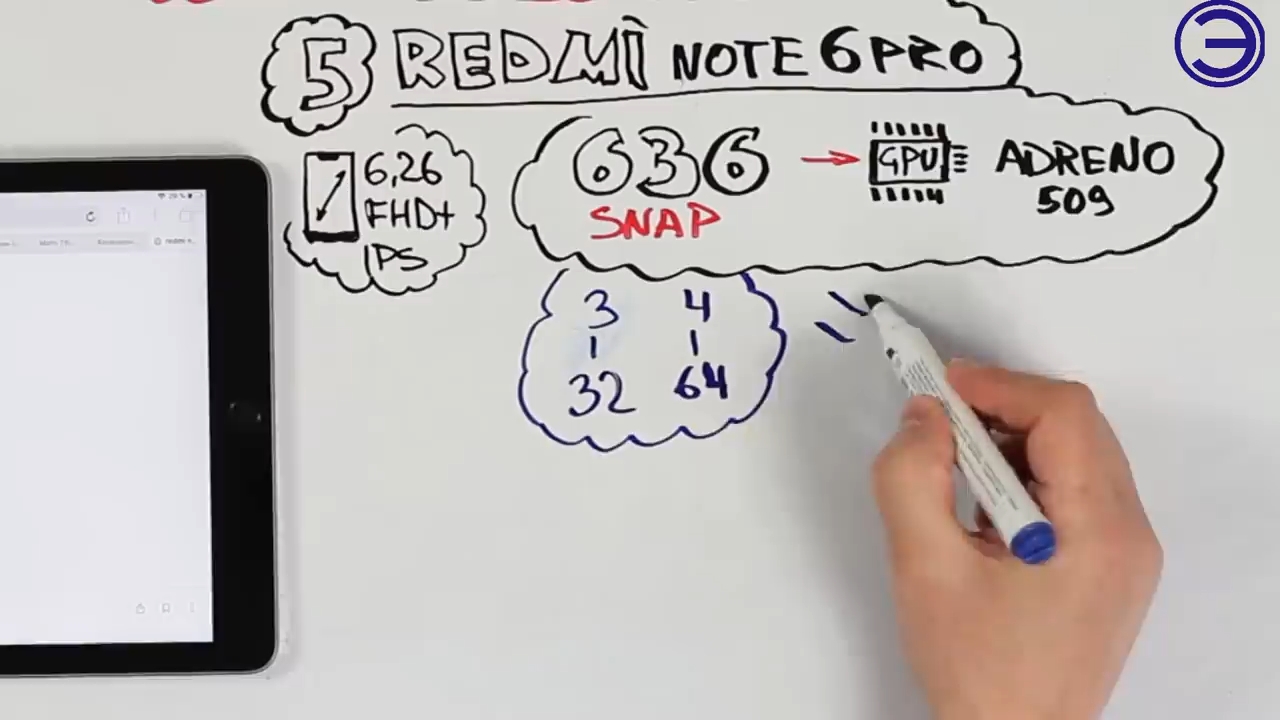 5 REDMI NOTE 6 PRO
6,26
FHD+
IPS
636
SNAP
GPU
ADRENO
509
3 4
32 64
Э